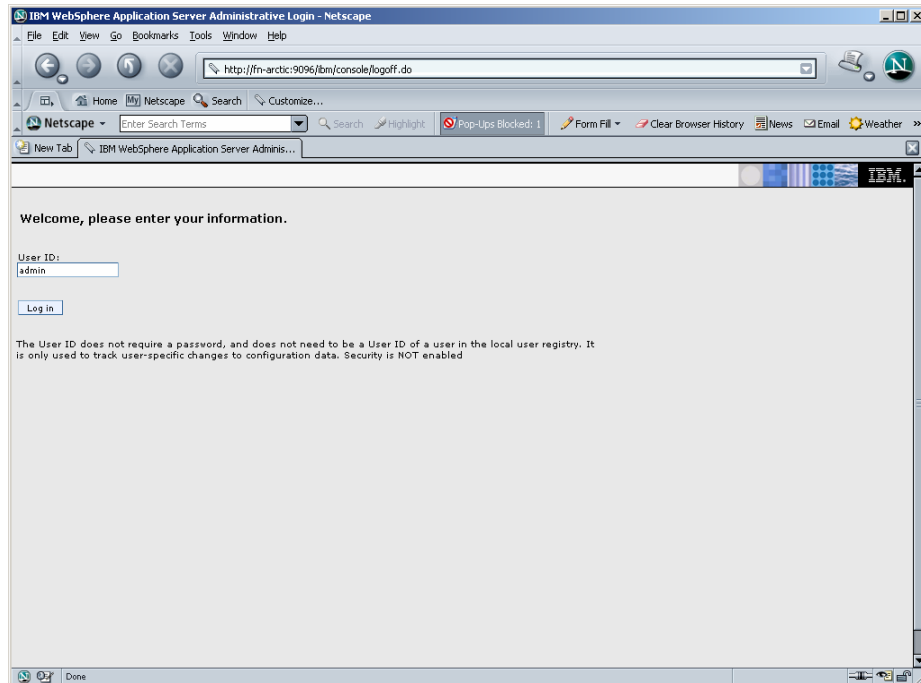 IBM WebSphere Application Server Administrative Login - Netscape
File Edit View Go Bookmarks Tools Window Help
http://fn-arctic:9096/ibm/console/logoff.do
Home My Netscape Search Customize...
Netscape Enter Search Terms Search Highlight Pop-Ups Blocked: 1 Form Fill Clear Browser History News Email Weather »
New Tab IBM WebSphere Application Server Adminis...
IBM.
Welcome, please enter your information.
User ID:
admin
Log in
The User ID does not require a password, and does not need to be a User ID of a user in the local user registry. It
is only used to track user-specific changes to configuration data. Security is NOT enabled
Done